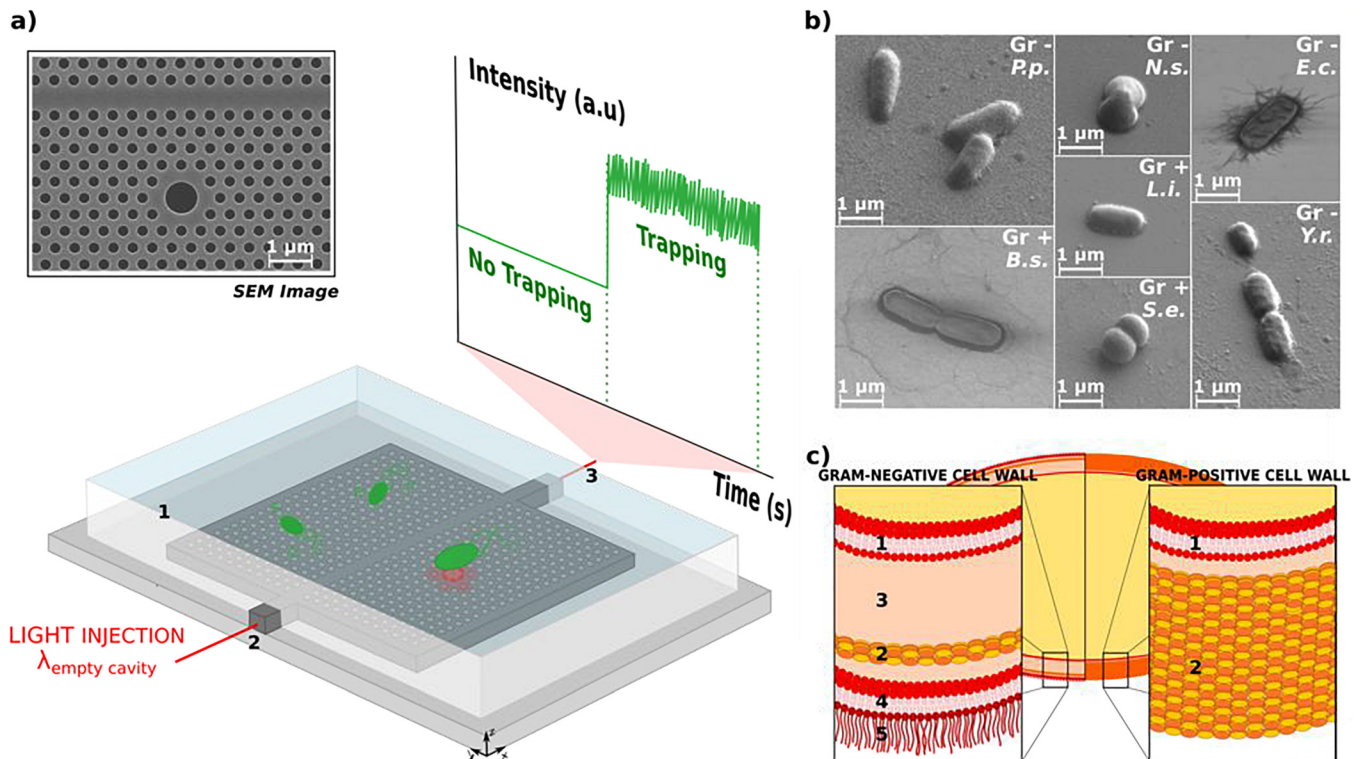 a)
1 µm
SEM Image
Intensity (a.u)
No Trapping
Trapping
Time (s)
1
2
3
LIGHT INJECTION
λempty cavity
z
x
b)
Gr -
P.p.
1 µm
Gr -
N.s.
1 µm
Gr -
E.c.
1 µm
Gr +
L.i.
1 µm
Gr +
B.s.
1 µm
Gr +
S.e.
1 µm
Gr -
Y.r.
1 µm
c)
GRAM-NEGATIVE CELL WALL
1
3
2
4
5
GRAM-POSITIVE CELL WALL
1
2